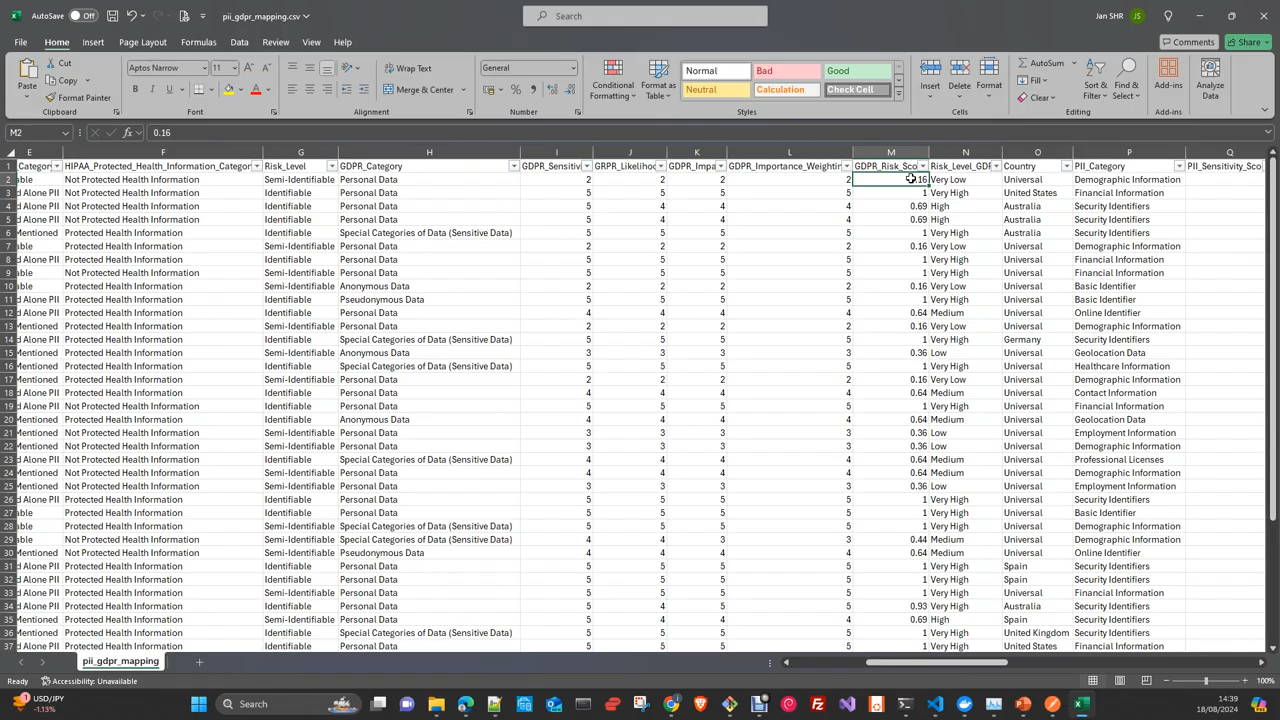 AutoSave Off pii_gdpr_mapping.csv Search Jan SHR JS
File Home Insert Page Layout Formulas Data Review View Help Comments Share
Paste Cut Copy Format Painter Clipboard
Aptos Narrow 11 B I U Font
Wrap Text Merge & Center Alignment
General Number
Conditional Formatting Format as Table Normal Bad Good Neutral Calculation Check Cell Styles
Insert Delete Format Cells
AutoSum Fill Clear Sort & Filter Find & Select Editing
Add-ins Add-ins
Analyze Data
M2 fx 0.16
E F G H I J K L M N O P Q
1 Categor HIPAA_Protected_Health_Information_Categor Risk_Level GDPR_Category GDPR_Sensitivi GRPR_Likelihoo GDPR_Impa GDPR_Importance_Weighting GDPR_Risk_Sco Risk_Level_GDP Country PII_Category PII_Sensitivity_Sco
2 able Not Protected Health Information Semi-Identifiable Personal Data 2 2 2 2 0.16 Very Low Universal Demographic Information
3 d Alone PII Not Protected Health Information Identifiable Personal Data 5 5 5 5 1 Very High United States Financial Information
4 d Alone PII Not Protected Health Information Identifiable Personal Data 5 4 4 4 0.69 High Australia Security Identifiers
5 d Alone PII Not Protected Health Information Identifiable Personal Data 5 4 4 4 0.69 High Australia Security Identifiers
6 Mentioned Protected Health Information Identifiable Special Categories of Data (Sensitive Data) 5 5 5 5 1 Very High Australia Security Identifiers
7 able Protected Health Information Semi-Identifiable Personal Data 2 2 2 2 0.16 Very Low Universal Demographic Information
8 d Alone PII Protected Health Information Identifiable Personal Data 5 5 5 5 1 Very High Universal Financial Information
9 able Not Protected Health Information Identifiable Personal Data 5 5 5 5 1 Very High Universal Financial Information
10 able Protected Health Information Semi-Identifiable Anonymous Data 2 2 2 2 0.16 Very Low Universal Basic Identifier
11 d Alone PII Protected Health Information Identifiable Pseudonymous Data 5 5 5 5 1 Very High Universal Security Identifiers
12 d Alone PII Protected Health Information Identifiable Personal Data 4 4 4 4 0.64 Medium Universal Online Identifier
13 Mentioned Protected Health Information Semi-Identifiable Personal Data 2 2 2 2 0.16 Very Low Universal Demographic Information
14 d Alone PII Protected Health Information Identifiable Special Categories of Data (Sensitive Data) 5 5 5 5 1 Very High Germany Security Identifiers
15 Mentioned Protected Health Information Semi-Identifiable Anonymous Data 3 3 3 3 0.36 Low Universal Geolocation Data
16 d Alone PII Protected Health Information Identifiable Special Categories of Data (Sensitive Data) 5 5 5 5 1 Very High Universal Healthcare Information
17 Mentioned Not Protected Health Information Semi-Identifiable Personal Data 2 2 2 2 0.16 Very Low Universal Demographic Information
18 d Alone PII Protected Health Information Identifiable Personal Data 4 4 4 4 0.64 Medium Universal Contact Information
19 d Alone PII Not Protected Health Information Identifiable Personal Data 5 5 5 5 1 Very High Universal Financial Information
20 Mentioned Protected Health Information Identifiable Anonymous Data 4 4 4 4 0.64 Medium Universal Geolocation Data
21 Mentioned Not Protected Health Information Semi-Identifiable Personal Data 3 3 3 3 0.36 Low Universal Employment Information
22 Mentioned Not Protected Health Information Semi-Identifiable Personal Data 3 3 3 3 0.36 Low Universal Demographic Information
23 d Alone PII Protected Health Information Identifiable Special Categories of Data (Sensitive Data) 4 4 4 4 0.64 Medium Universal Professional Licenses
24 Mentioned Not Protected Health Information Semi-Identifiable Personal Data 4 4 4 4 0.64 Medium Universal Demographic Information
25 Mentioned Not Protected Health Information Semi-Identifiable Personal Data 3 3 3 3 0.36 Low Universal Employment Information
26 d Alone PII Not Protected Health Information Identifiable Personal Data 5 5 5 5 1 Very High Universal Security Identifiers
27 able Protected Health Information Identifiable Personal Data 5 5 5 5 1 Very High Universal Basic Identifier
28 able Not Protected Health Information Semi-Identifiable Special Categories of Data (Sensitive Data) 5 5 5 5 1 Very High Universal Demographic Information
29 able Not Protected Health Information Semi-Identifiable Special Categories of Data (Sensitive Data) 4 4 3 3 0.44 Medium Universal Demographic Information
30 Mentioned Not Protected Health Information Semi-Identifiable Pseudonymous Data 4 4 4 4 0.64 Medium Universal Online Identifier
31 d Alone PII Not Protected Health Information Identifiable Personal Data 5 5 5 5 1 Very High Spain Security Identifiers
32 d Alone PII Not Protected Health Information Identifiable Personal Data 5 5 5 5 1 Very High Spain Security Identifiers
33 able Protected Health Information Semi-Identifiable Personal Data 5 5 5 5 1 Very High Universal Security Identifiers
34 d Alone PII Not Protected Health Information Identifiable Personal Data 5 4 5 5 0.93 Very High Australia Security Identifiers
35 Mentioned Protected Health Information Semi-Identifiable Personal Data 5 4 4 4 0.69 High Spain Security Identifiers
36 d Alone PII Protected Health Information Identifiable Special Categories of Data (Sensitive Data) 5 5 5 5 1 Very High United Kingdom Security Identifiers
37 d Alone PII Not Protected Health Information Identifiable Personal Data 5 5 5 5 1 Very High United States Financial Information
pii_gdpr_mapping
Ready Accessibility: Unavailable 100%
USD/JPY -1.13% Search 14:39 18/08/2024